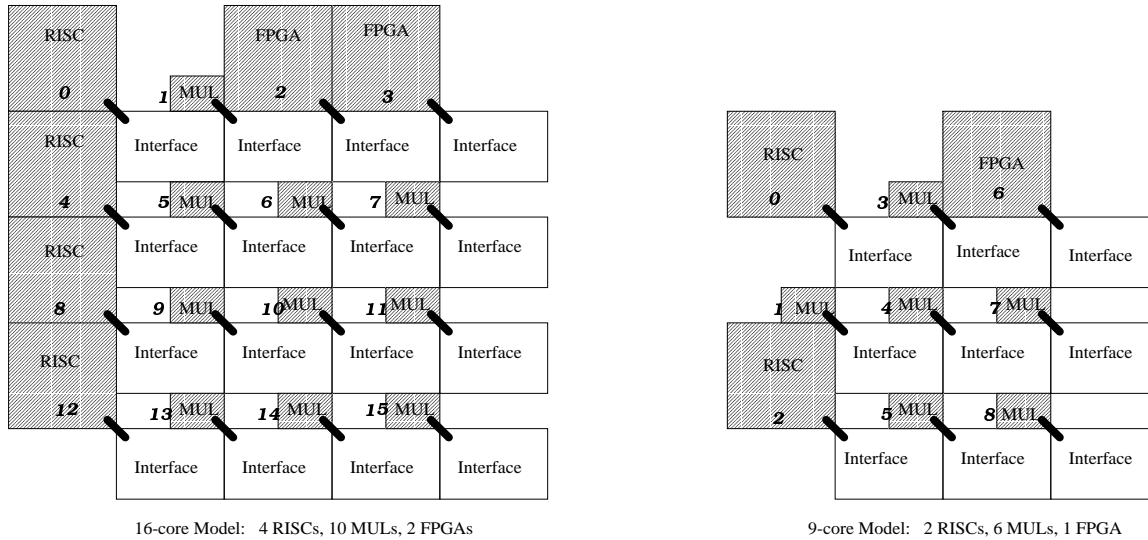 RISC
FPGA
FPGA
0
1
MUL
2
3
RISC
Interface
Interface
Interface
Interface
4
5
MUL
6
MUL
7
MUL
RISC
Interface
Interface
Interface
Interface
8
9
MUL
10
MUL
11
MUL
RISC
Interface
Interface
Interface
Interface
12
13
MUL
14
MUL
15
MUL
Interface
Interface
Interface
Interface
16-core Model: 4 RISCs, 10 MULs, 2 FPGAs
RISC
FPGA
0
3
MUL
6
Interface
Interface
Interface
1
MUL
4
MUL
7
MUL
RISC
Interface
Interface
Interface
2
5
MUL
8
MUL
Interface
Interface
Interface
9-core Model: 2 RISCs, 6 MULs, 1 FPGA